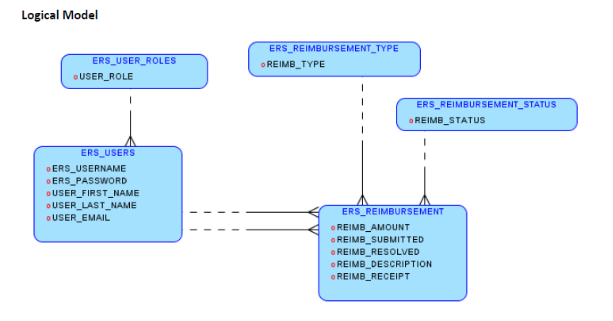 Logical Model
ERS_USER_ROLES
USER_ROLE
ERS_REIMBURSEMENT_TYPE
REIMB_TYPE
ERS_REIMBURSEMENT_STATUS
REIMB_STATUS
ERS_USERS
ERS_USERNAME
ERS_PASSWORD
USER_FIRST_NAME
USER_LAST_NAME
USER_EMAIL
ERS_REIMBURSEMENT
REIMB_AMOUNT
REIMB_SUBMITTED
REIMB_RESOLVED
REIMB_DESCRIPTION
REIMB_RECEIPT